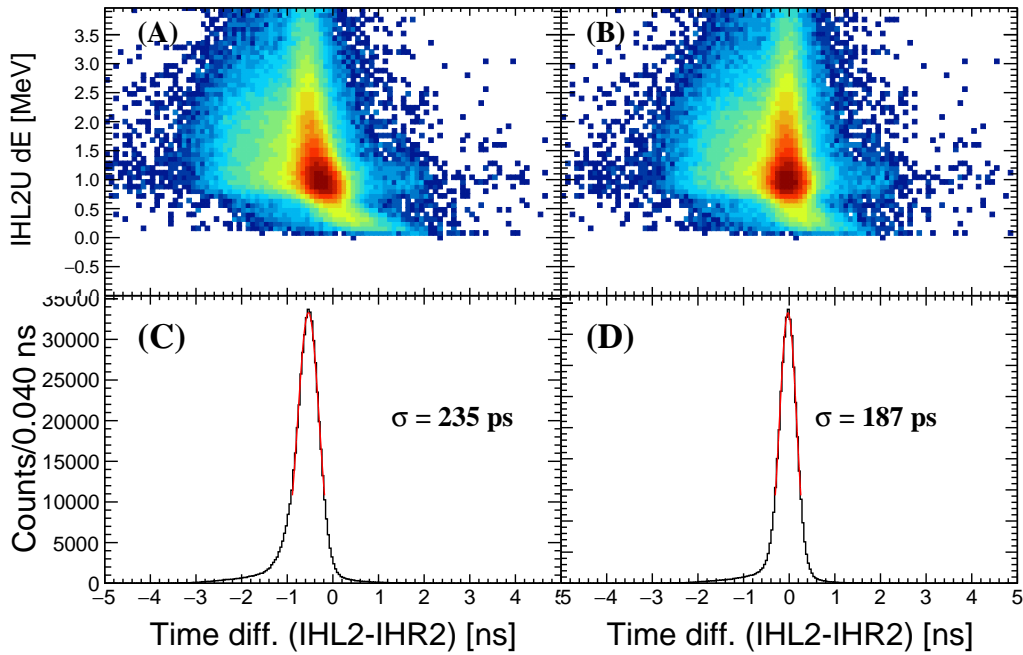 (A)
(B)
IHL2U dE [MeV]
3.5
3.0
2.5
2.0
1.5
1.0
0.5
0.0
−0.5
−1.0
35000
30000
25000
20000
15000
10000
5000
0
Counts/0.040 ns
(C)
σ = 235 ps
(D)
σ = 187 ps
−5 −4 −3 −2 −1 0 1 2 3 4 5
−4 −3 −2 −1 0 1 2 3 4 5
Time diff. (IHL2-IHR2) [ns]
Time diff. (IHL2-IHR2) [ns]